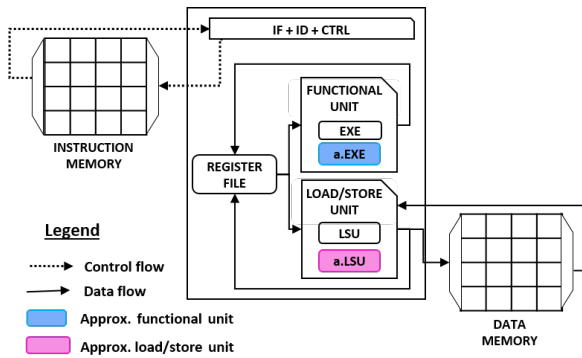 IF + ID + CTRL
INSTRUCTION
MEMORY
FUNCTIONAL
UNIT
EXE
a.EXE
REGISTER
FILE
LOAD/STORE
UNIT
LSU
a.LSU
DATA
MEMORY
Legend
Control flow
Data flow
Approx. functional unit
Approx. load/store unit